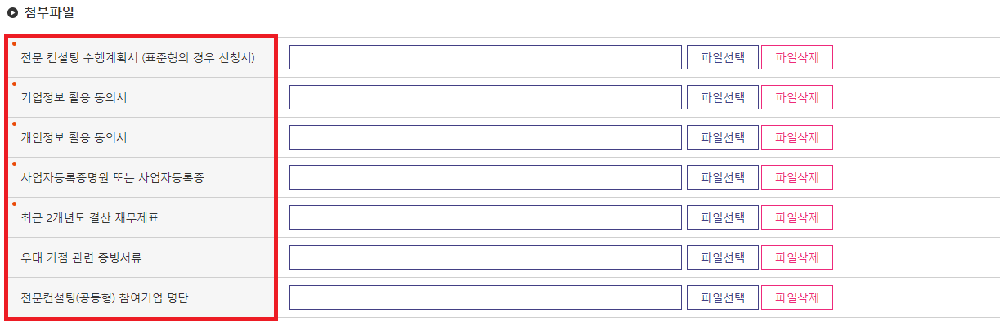 첨부파일
전문 컨설팅 수행계획서 (표준형의 경우 신청서) 파일선택 파일삭제
기업정보 활용 동의서 파일선택 파일삭제
개인정보 활용 동의서 파일선택 파일삭제
사업자등록증명원 또는 사업자등록증 파일선택 파일삭제
최근 2개년도 결산 재무제표 파일선택 파일삭제
우대 가점 관련 증빙서류 파일선택 파일삭제
전문컨설팅(공동형) 참여기업 명단 파일선택 파일삭제